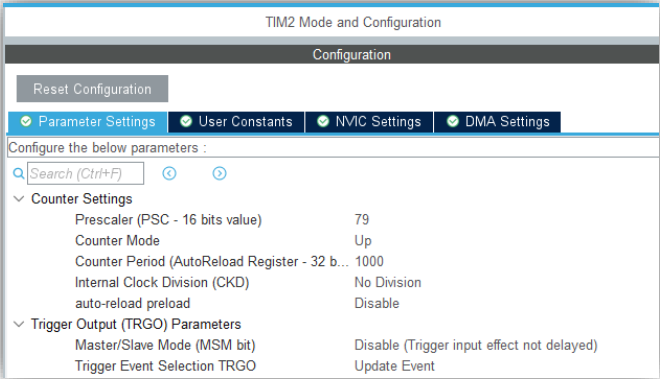 TIM2 Mode and Configuration
Configuration
Reset Configuration
Parameter Settings User Constants NVIC Settings DMA Settings
Configure the below parameters :
Search (Ctrl+F)
Counter Settings
Prescaler (PSC - 16 bits value) 79
Counter Mode Up
Counter Period (AutoReload Register - 32 b... 1000
Internal Clock Division (CKD) No Division
auto-reload preload Disable
Trigger Output (TRGO) Parameters
Master/Slave Mode (MSM bit) Disable (Trigger input effect not delayed)
Trigger Event Selection TRGO Update Event